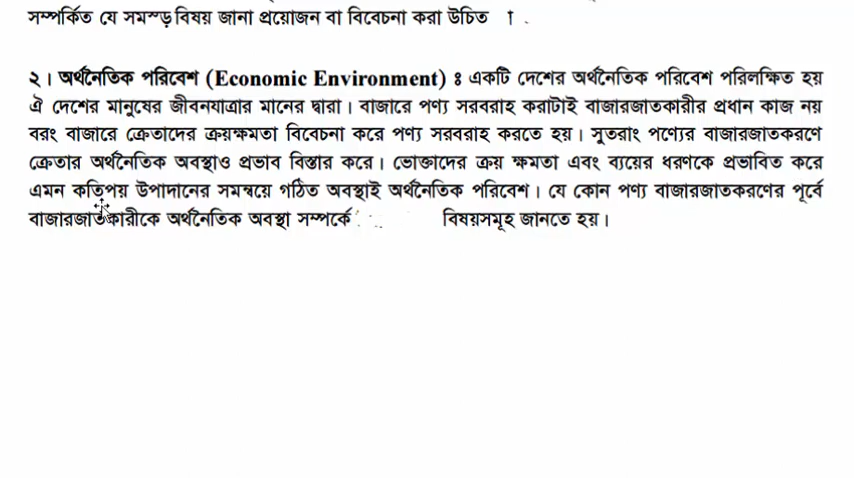 সম্পর্কিত যে সমস্ড় বিষয় জানা প্রয়োজন বা বিবেচনা করা উচিত ।
২। অর্থনৈতিক পরিবেশ (Economic Environment) ঃ একটি দেশের অর্থনৈতিক পরিবেশ পরিলক্ষিত হয়
ঐ দেশের মানুষের জীবনযাত্রার মানের দ্বারা। বাজারে পণ্য সরবরাহ করাটাই বাজারজাতকারীর প্রধান কাজ নয়
বরং বাজারে ক্রেতাদের ক্রয়ক্ষমতা বিবেচনা করে পণ্য সরবরাহ করতে হয়। সুতরাং পণ্যের বাজারজাতকরণে
ক্রেতার অর্থনৈতিক অবস্থাও প্রভাব বিস্তার করে। ভোক্তাদের ক্রয় ক্ষমতা এবং ব্যয়ের ধরণকে প্রভাবিত করে
এমন কতিপয় উপাদানের সমন্বয়ে গঠিত অবস্থাই অর্থনৈতিক পরিবেশ। যে কোন পণ্য বাজারজাতকরণের পূর্বে
বাজারজাতকারীকে অর্থনৈতিক অবস্থা সম্পর্কে বিষয়সমূহ জানতে হয়।